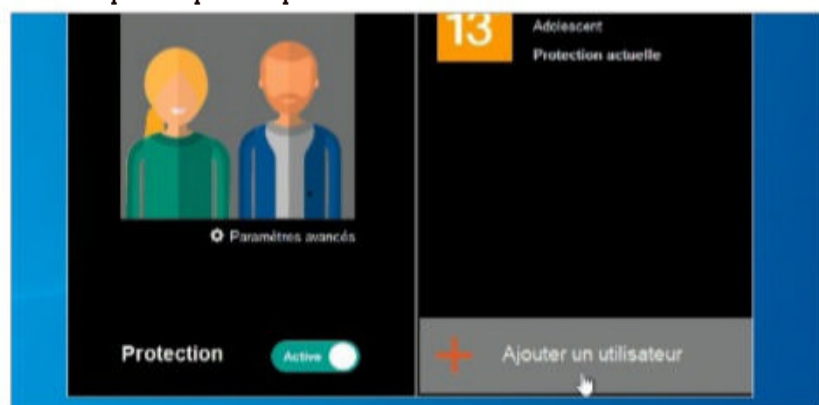 13
Adolescent
Protection actuelle
Paramètres avancés
Protection
Active
Ajouter un utilisateur